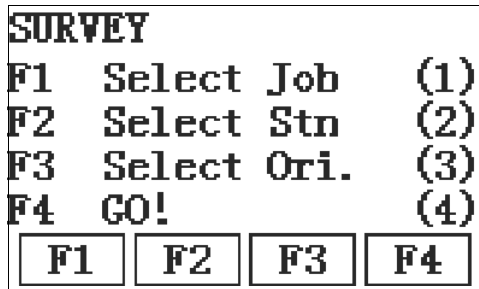 SURVEY
F1 Select Job (1)
F2 Select Stn (2)
F3 Select Ori. (3)
F4 GO! (4)
F1 F2 F3 F4